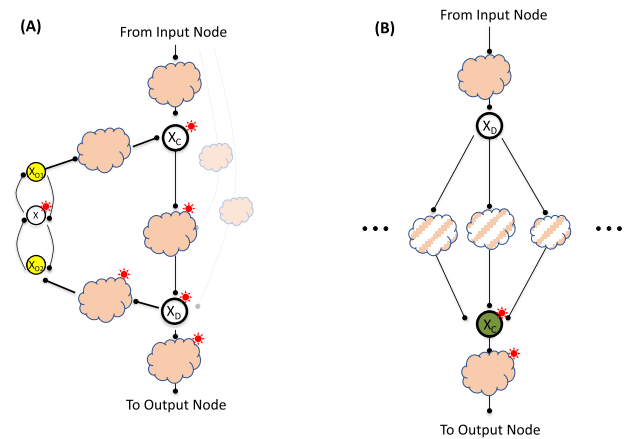 (A)
From Input Node
X_C
X_O1
X
X_O2
X_D
To Output Node
(B)
From Input Node
X_D
X_C
To Output Node